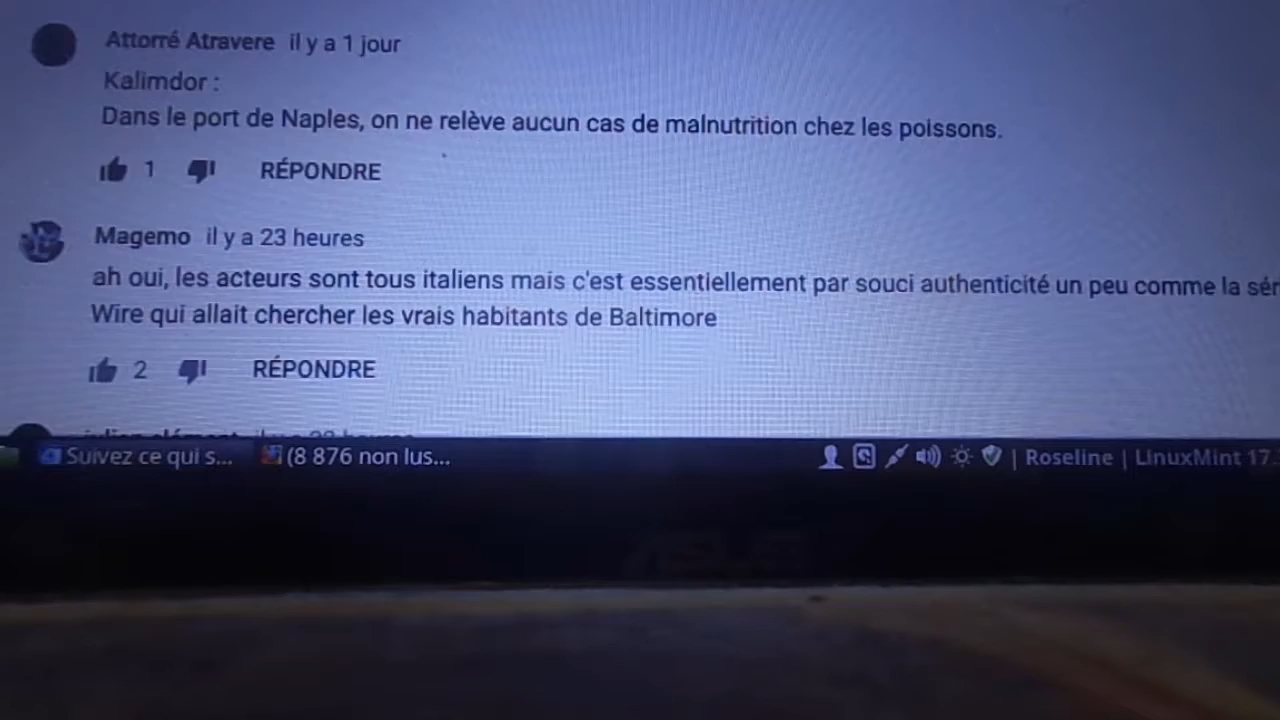 Attorré Atravere il y a 1 jour
Kalimdor :
Dans le port de Naples, on ne relève aucun cas de malnutrition chez les poissons.
1 RÉPONDRE
Magemo il y a 23 heures
ah oui, les acteurs sont tous italiens mais c'est essentiellement par souci authenticité un peu comme la sér
Wire qui allait chercher les vrais habitants de Baltimore
2 RÉPONDRE
Suivez ce qui s... (8 876 non lus... | Roseline | LinuxMint 17
ASUS